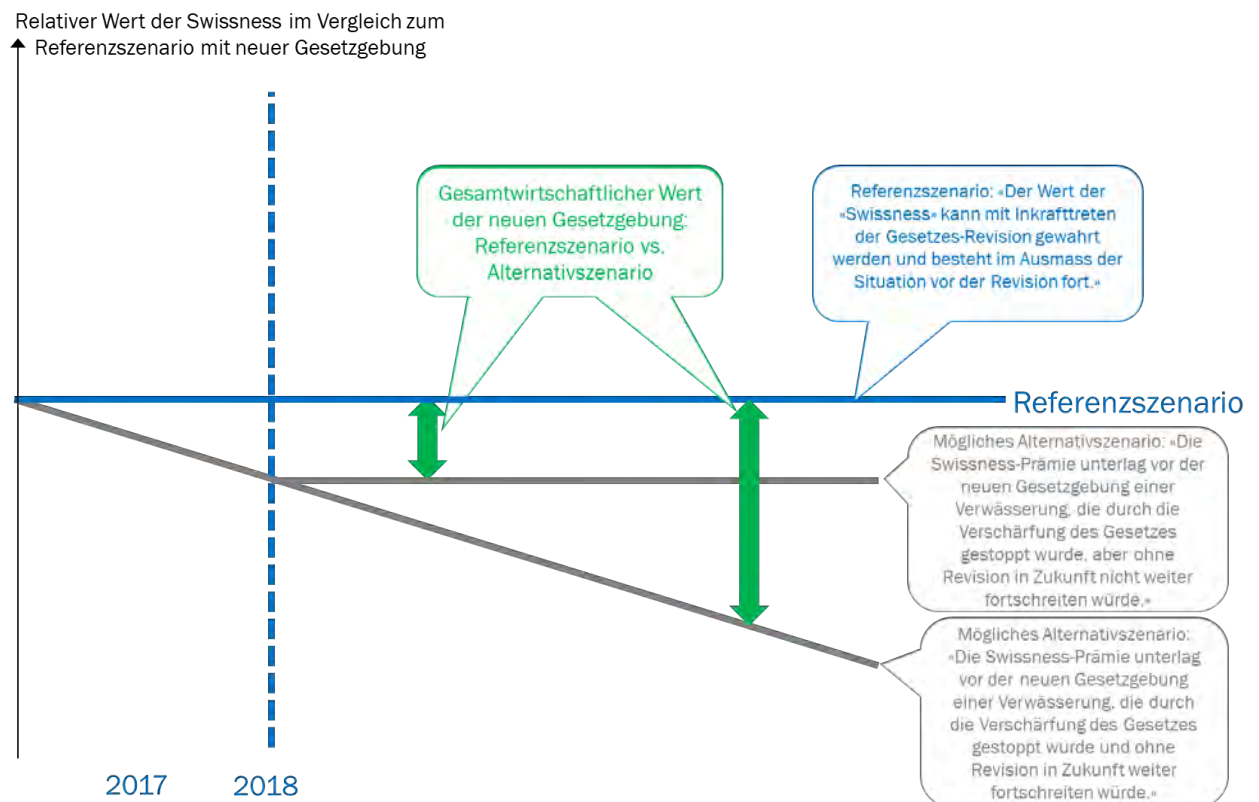 Relativer Wert der Swissness im Vergleich zum
Referenzszenario mit neuer Gesetzgebung
Gesamtwirtschaftlicher Wert
der neuen Gesetzgebung:
Referenzszenario vs.
Alternativszenario
Referenzszenario: «Der Wert der
«Swissness» kann mit Inkrafttreten
der Gesetzes-Revision gewahrt
werden und besteht im Ausmass der
Situation vor der Revision fort.»
Referenzszenario
Mögliches Alternativszenario: «Die
Swissness-Prämie unterlag vor der
neuen Gesetzgebung einer
Verwässerung, die durch die
Verschärfung des Gesetzes
gestoppt wurde, aber ohne
Revision in Zukunft nicht weiter
fortschreiten würde.»
Mögliches Alternativszenario:
«Die Swissness-Prämie unterlag
vor der neuen Gesetzgebung
einer Verwässerung, die durch
die Verschärfung des Gesetzes
gestoppt wurde und ohne
Revision in Zukunft weiter
fortschreiten würde.»
2017
2018